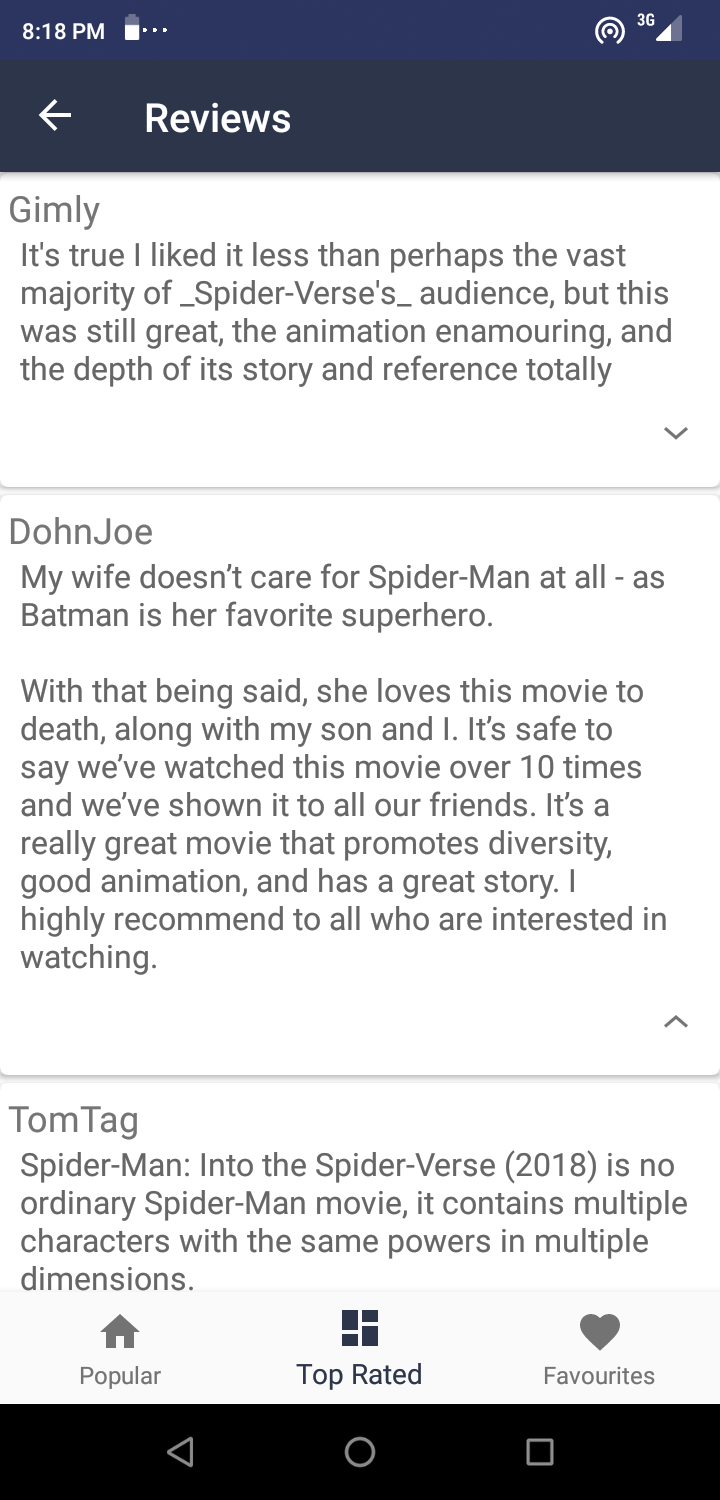 8:18 PM
3G
Reviews
Gimly
It's true I liked it less than perhaps the vast
majority of _Spider-Verse's_ audience, but this
was still great, the animation enamouring, and
the depth of its story and reference totally
DohnJoe
My wife doesn’t care for Spider-Man at all - as
Batman is her favorite superhero.
With that being said, she loves this movie to
death, along with my son and I. It’s safe to
say we’ve watched this movie over 10 times
and we’ve shown it to all our friends. It’s a
really great movie that promotes diversity,
good animation, and has a great story. I
highly recommend to all who are interested in
watching.
TomTag
Spider-Man: Into the Spider-Verse (2018) is no
ordinary Spider-Man movie, it contains multiple
characters with the same powers in multiple
dimensions.
Popular
Top Rated
Favourites